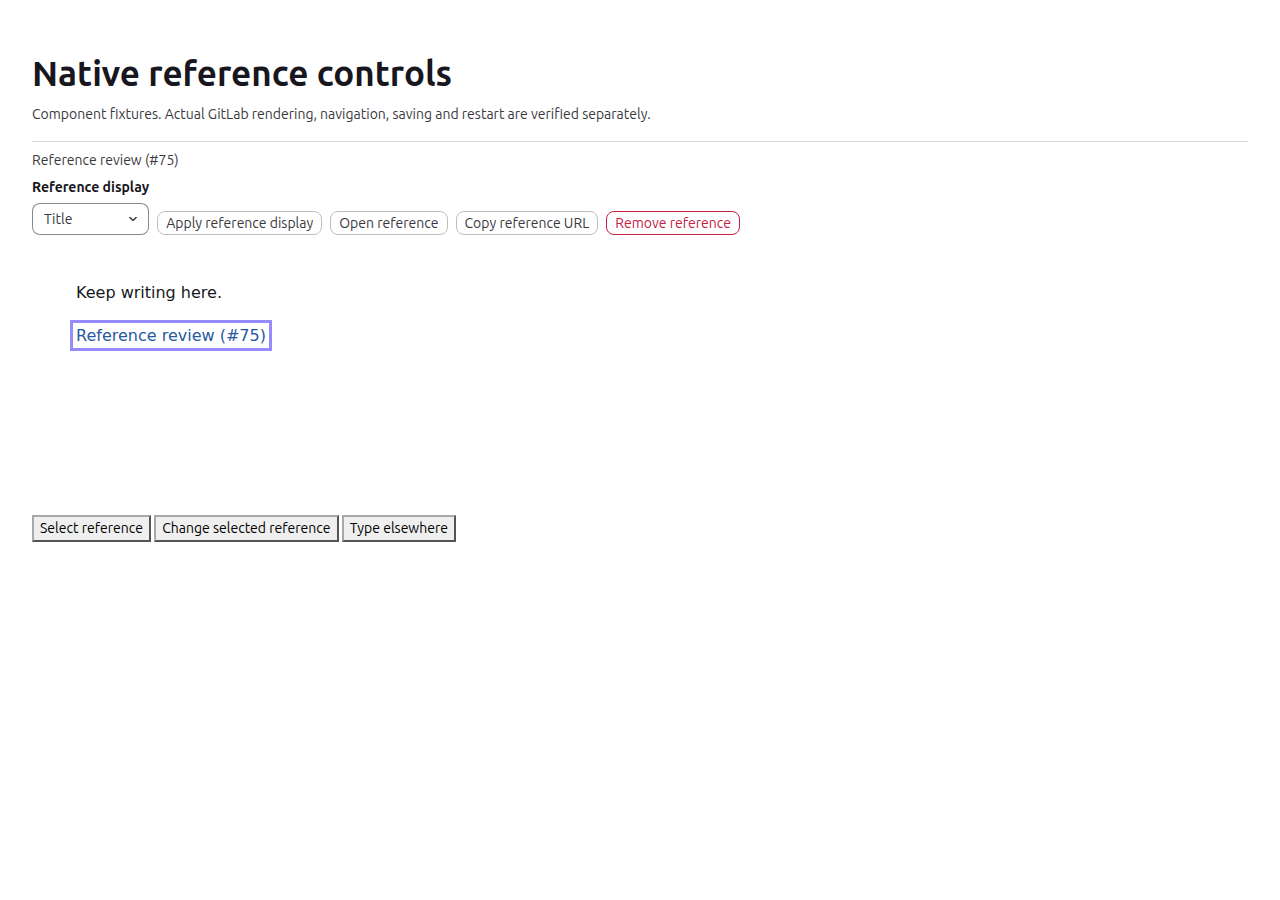 Native reference controls
Component fixtures. Actual GitLab rendering, navigation, saving and restart are verified separately.
Reference review (#75)
Reference display
Title Apply reference display Open reference Copy reference URL Remove reference
Keep writing here.
Reference review (#75)
Select reference Change selected reference Type elsewhere